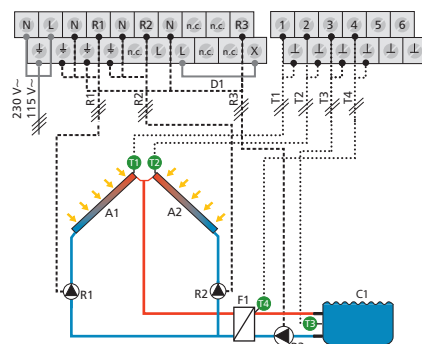 N L N R1 N R2 N n.c. n.c. R3 1 2 3 4 5 6
n.c. L L n.c. n.c. X
D1
230 V~
115 V~
R1
R2
R3
T1
T2
T3
T4
T1 T2
A1 A2
R1 R2 F1 T4 C1
T3